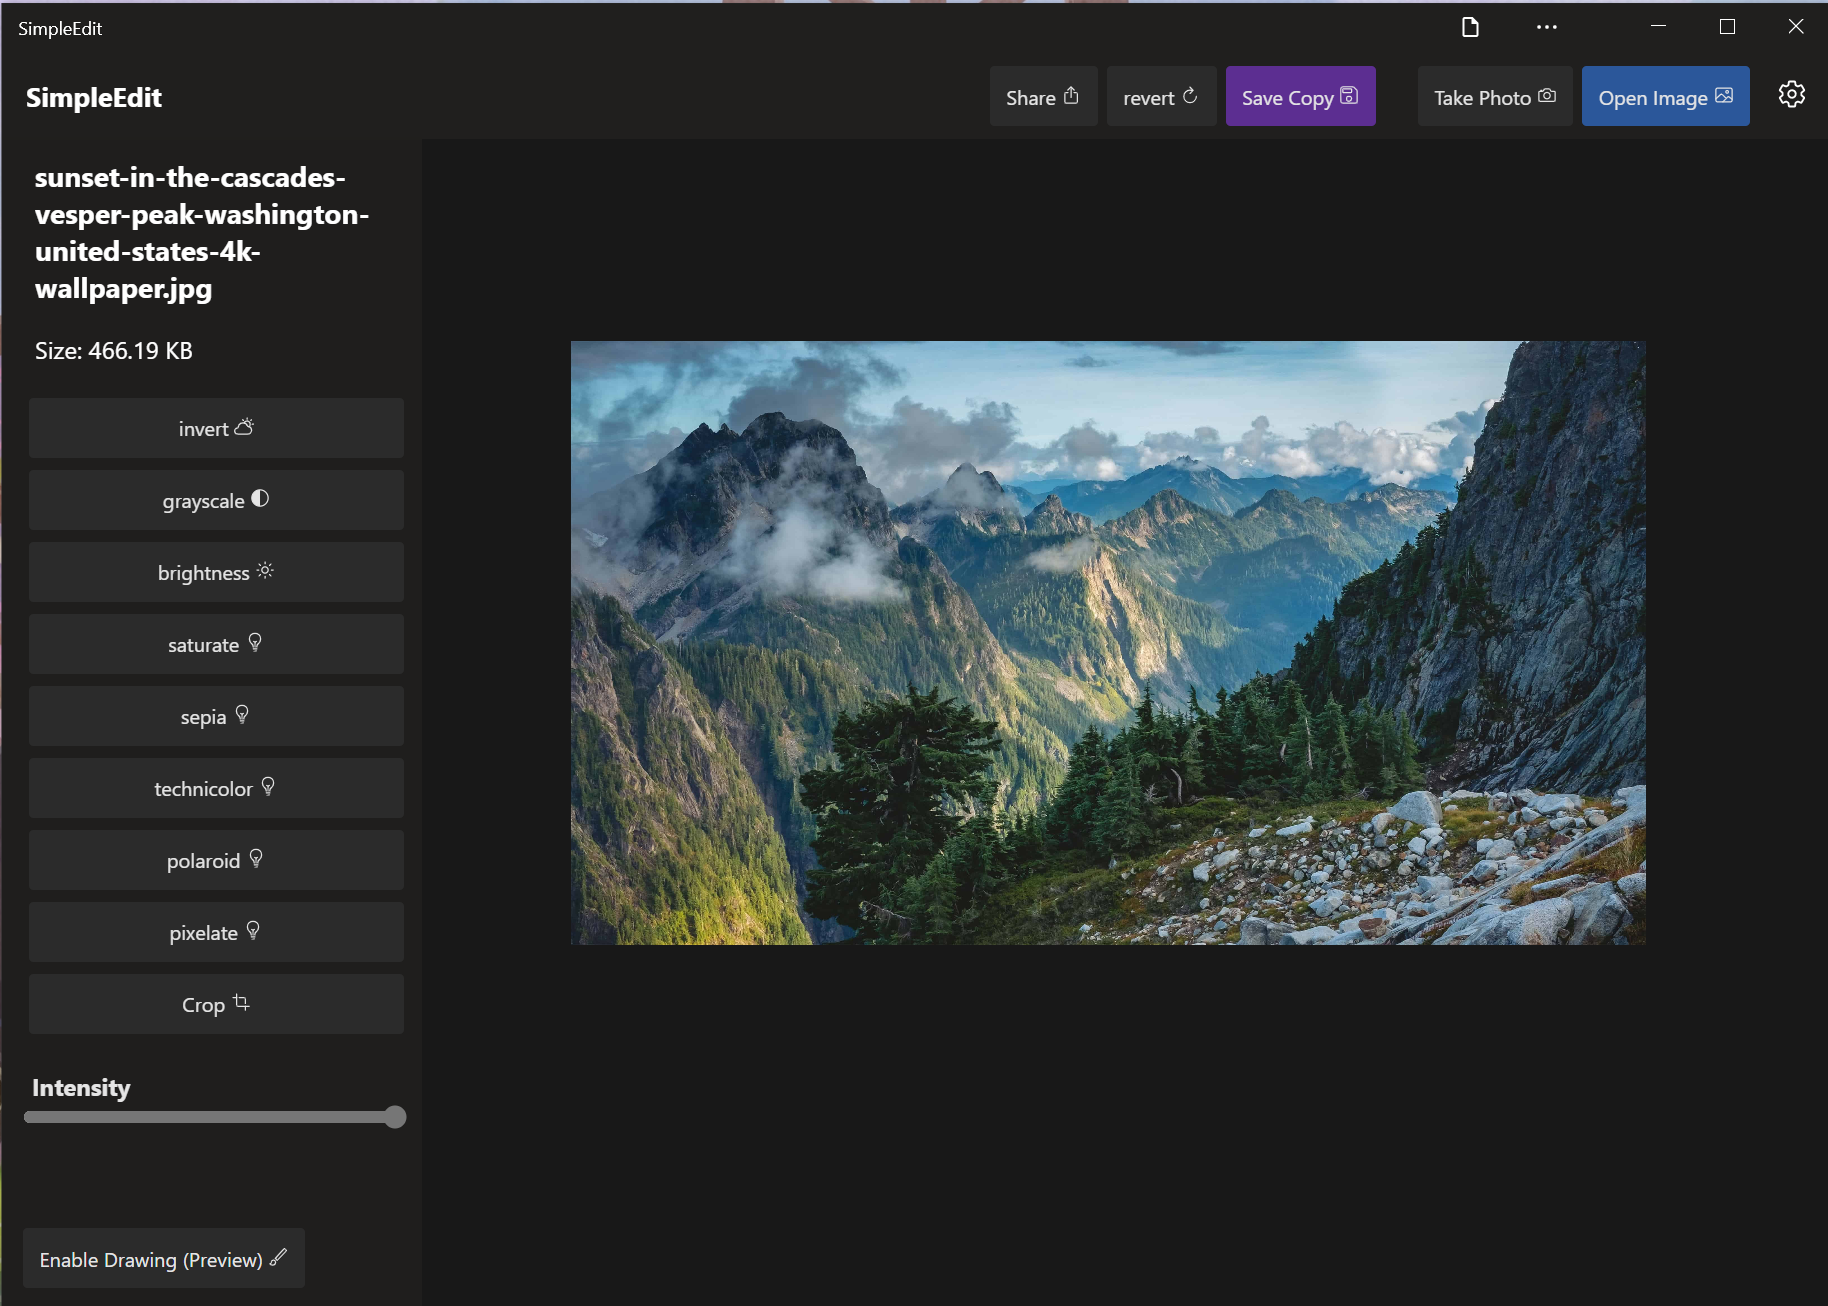 SimpleEdit
SimpleEdit
Share
revert
Save Copy
Take Photo
Open Image
sunset-in-the-cascades-
vesper-peak-washington-
united-states-4k-
wallpaper.jpg
Size: 466.19 KB
invert
grayscale
brightness
saturate
sepia
technicolor
polaroid
pixelate
Crop
Intensity
Enable Drawing (Preview)